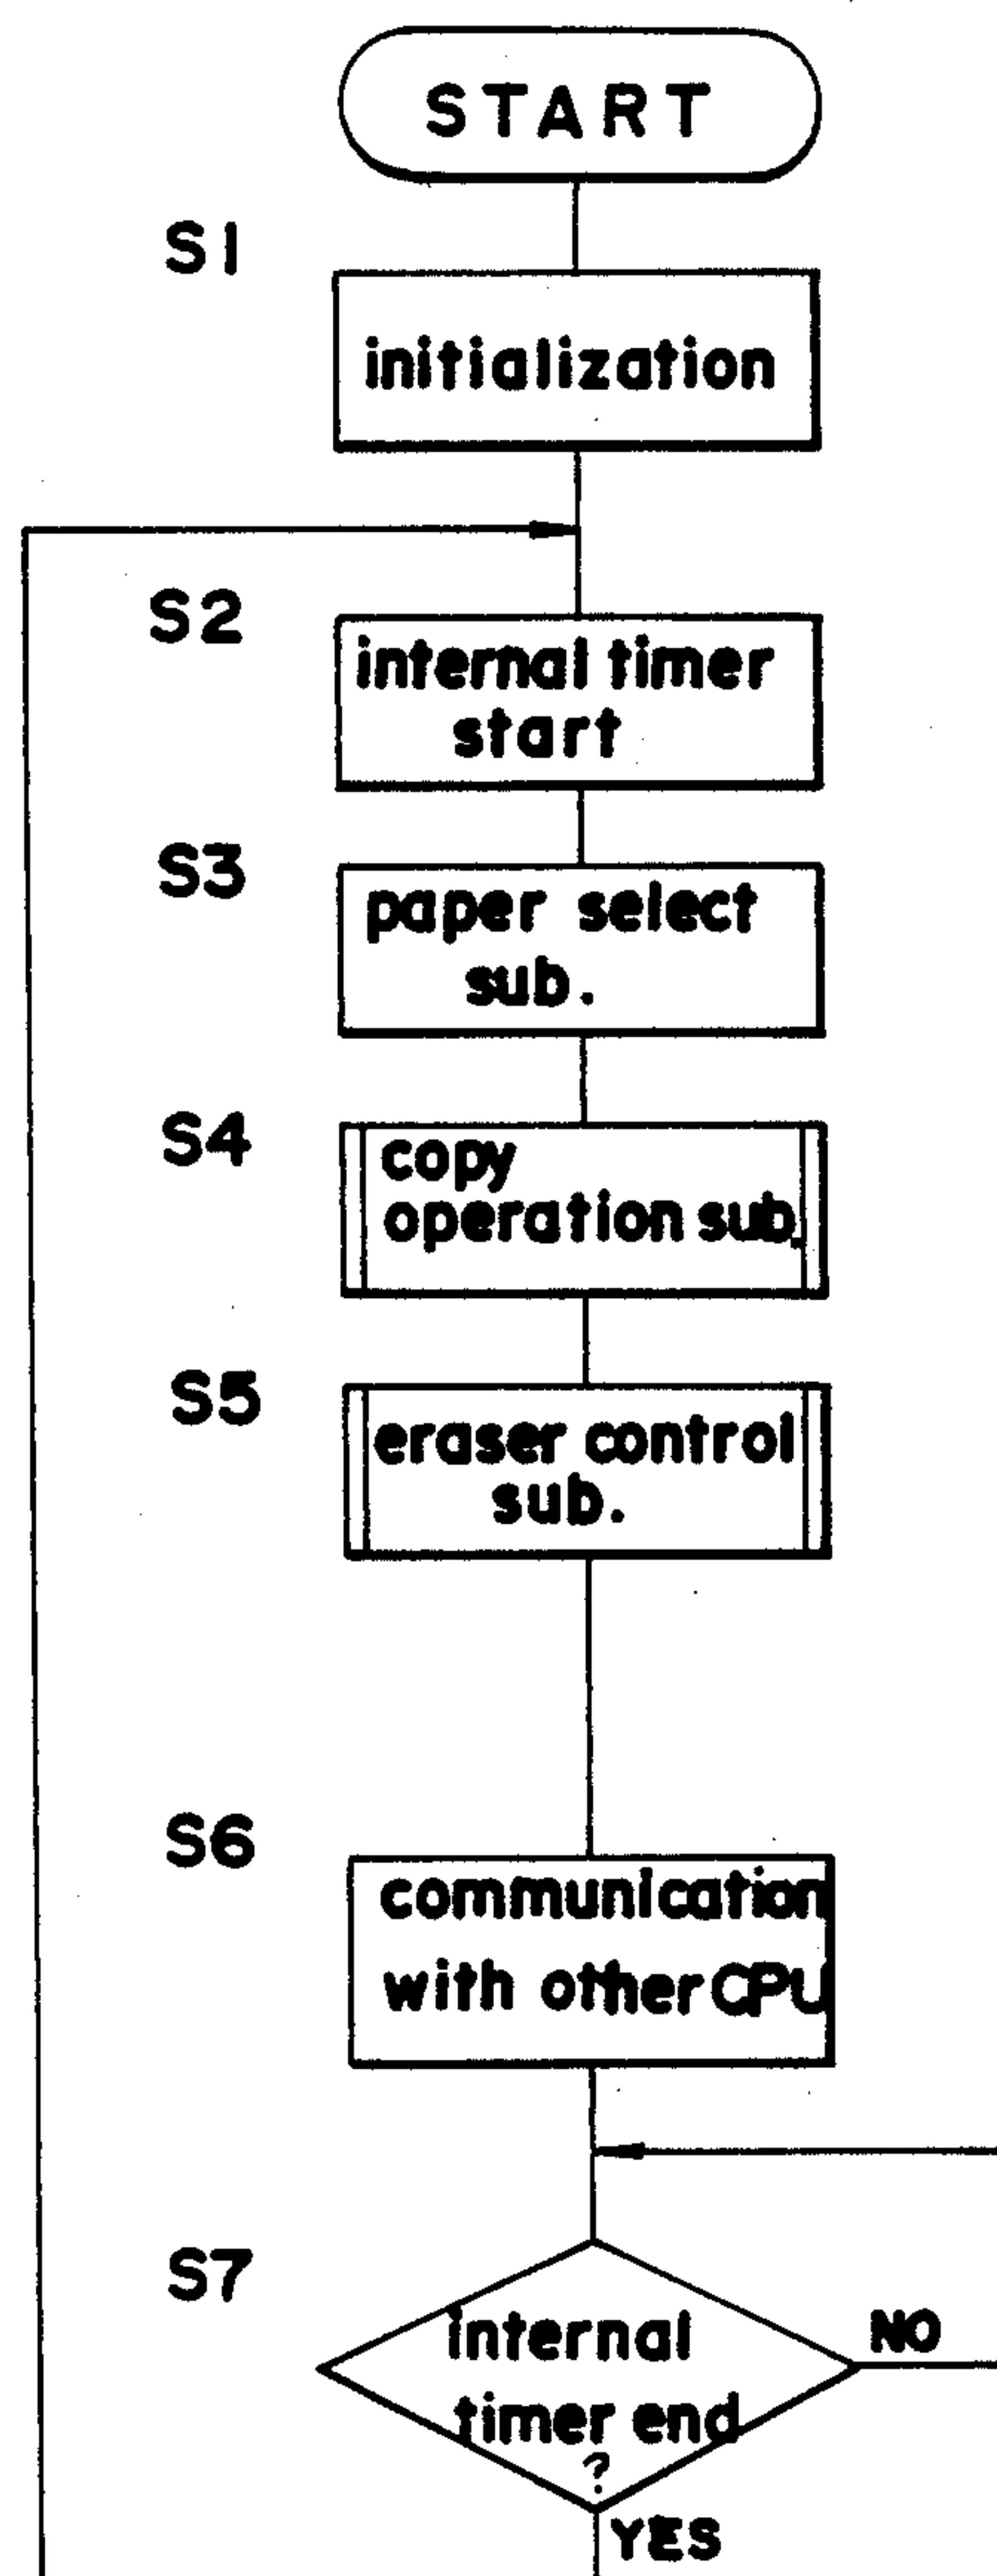 START
S1
initialization
S2
internal timer
start
S3
paper select
sub.
S4
copy
operation sub.
S5
eraser control
sub.
S6
communication
with other CPU
S7
internal
timer end
?
NO
YES